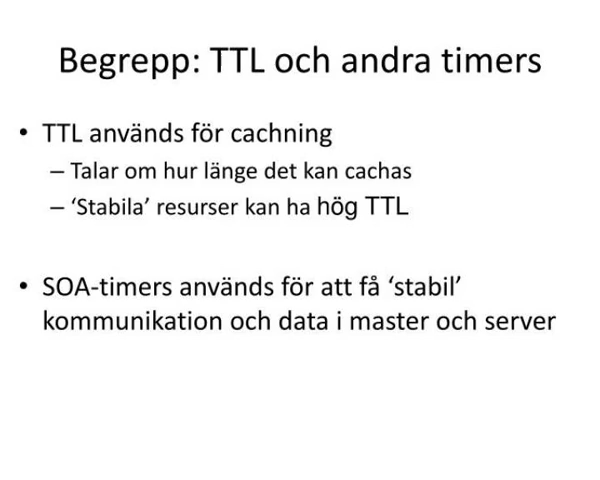 Begrepp: TTL och andra timers
• TTL används för cachning
– Talar om hur länge det kan cachas
– ‘Stabila’ resurser kan ha hög TTL
• SOA-timers används för att få ‘stabil’
kommunikation och data i master och server